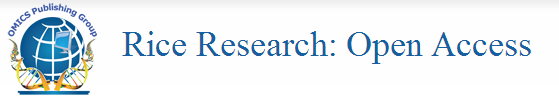 OMICS Publishing Group
Rice Research: Open Access